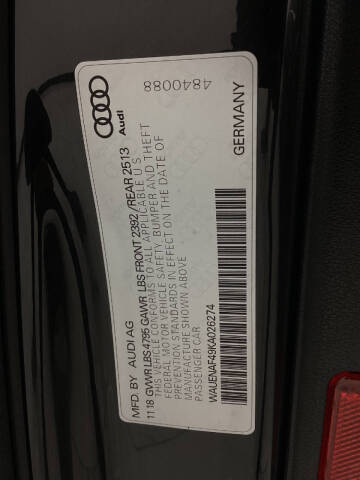 MFD. BY AUDI AG
11 18 GVWR LBS 4795 GAWR LBS FRONT 2392/REAR 2513
THIS VEHICLE CONFORMS TO ALL APPLICABLE U.S.
FEDERAL MOTOR VEHICLE SAFETY, BUMPER AND THEFT
PREVENTION STANDARDS IN EFFECT ON THE DATE OF
MANUFACTURE SHOWN ABOVE
PASSENGER CAR
WAUENAF49KA026274
Audi
4840088
GERMANY